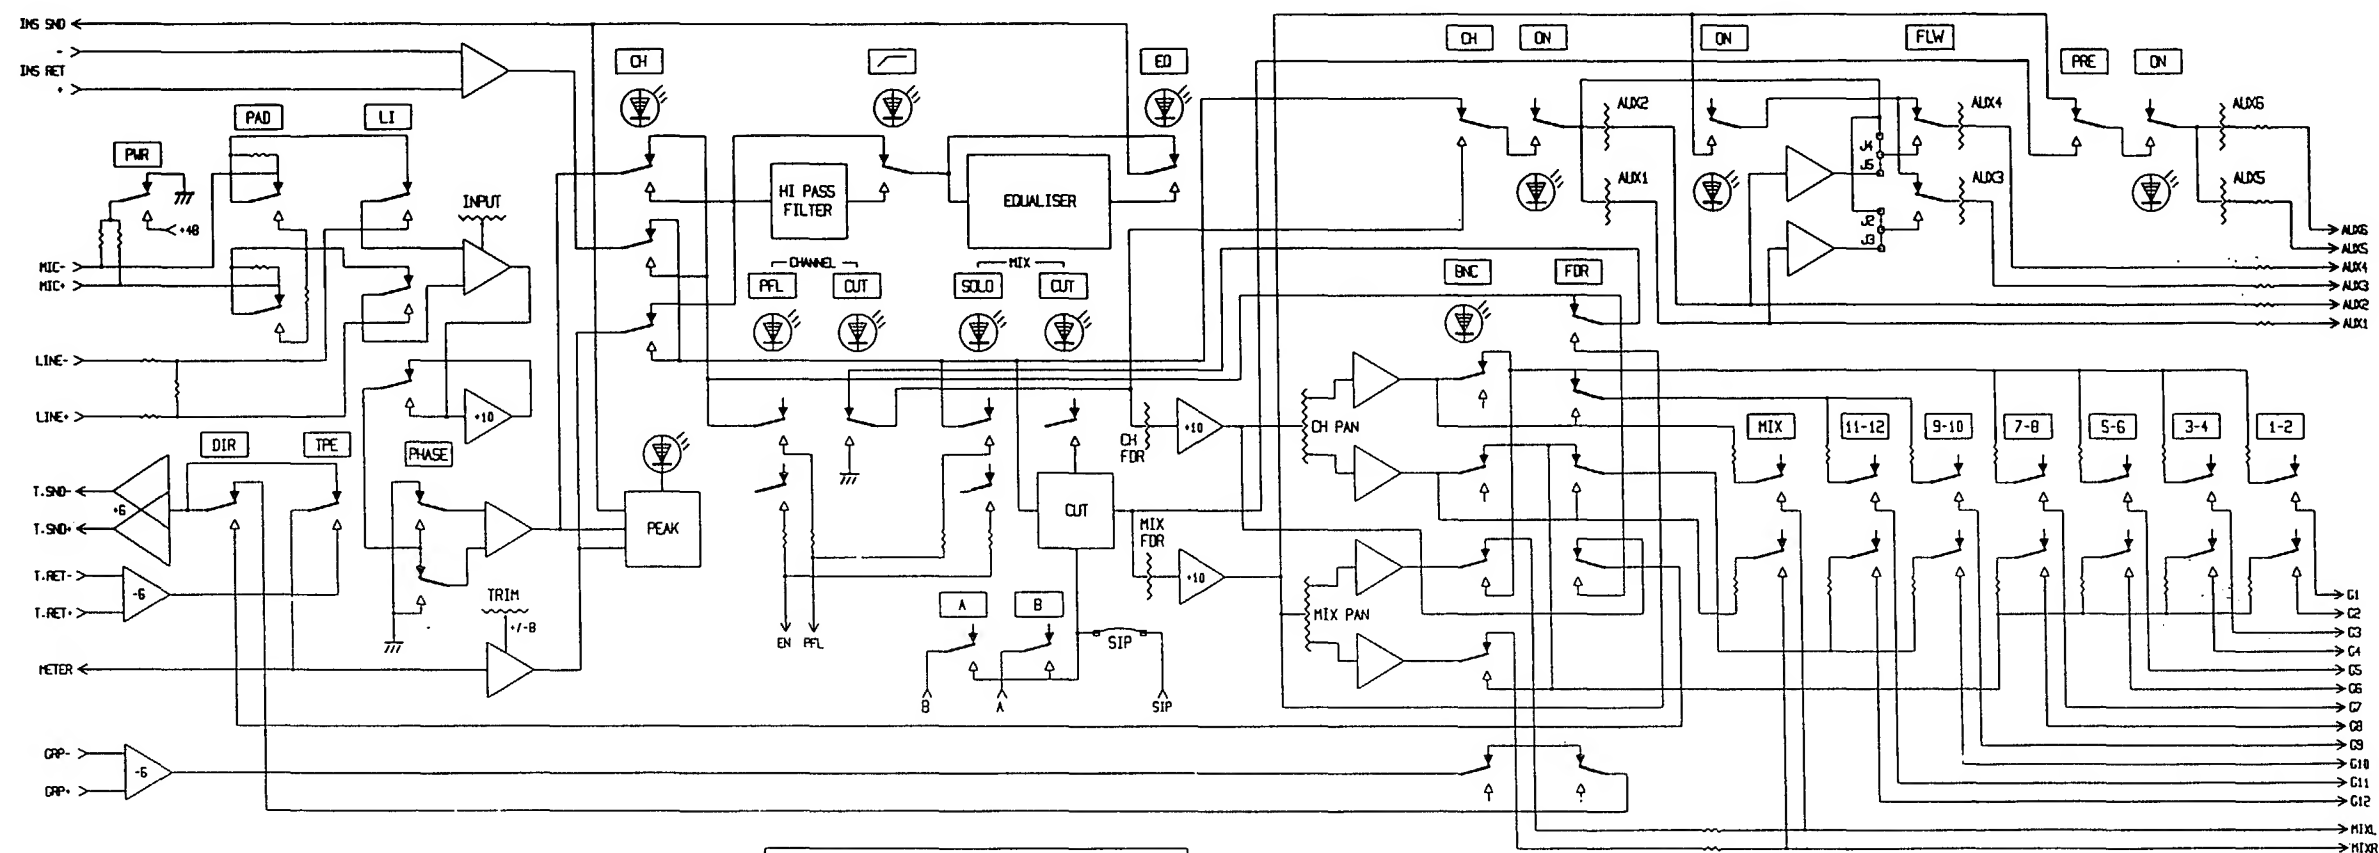 INS SND
-
INS RET
+
CH
EQ
CH
ON
ON
FLW
PRE
ON
PAD
LI
PWR
+48
INPUT
HI PASS
FILTER
EQUALISER
AUX2
AUX1
AUX4
AUX3
J4
J5
J2
J3
AUX6
AUX5
MIC-
MIC+
CHANNEL
MIX
PFL
CUT
SOLO
CUT
BNC
FDR
AUX6
AUX5
AUX4
AUX3
AUX2
AUX1
LINE-
LINE+
+10
CH
FDR
+10
CH PAN
MIX
11-12
9-10
7-8
5-6
3-4
1-2
DIR
TPE
PHASE
T.SND-
T.SND+
+6
PEAK
CUT
MIX
FDR
+10
MIX PAN
T.RET-
T.RET+
-6
TRIM
+/-8
A
B
EN
PFL
SIP
METER
B
A
SIP
GRP-
GRP+
-6
G1
G2
G3
G4
G5
G6
G7
G8
G9
G10
G11
G12
MIXL
MIXR